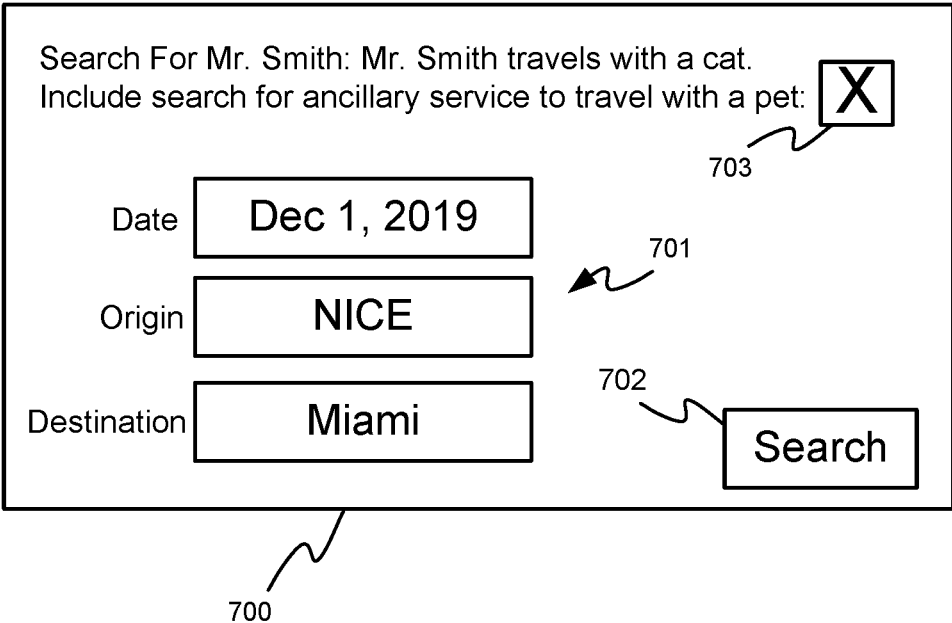 Search For Mr. Smith: Mr. Smith travels with a cat.
Include search for ancillary service to travel with a pet: X
703
Date Dec 1, 2019
701
Origin NICE
702
Destination Miami
Search
700